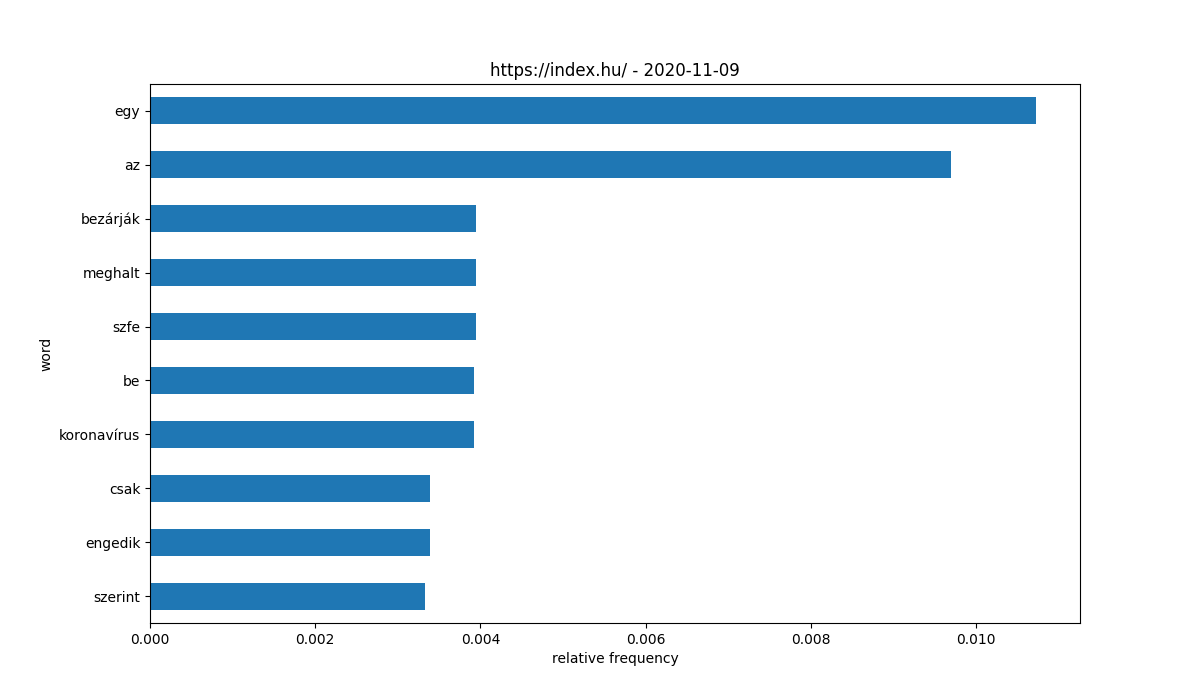 https://index.hu/ - 2020-11-09
egy
az
bezárják
meghalt
szfe
be
koronavírus
csak
engedik
szerint
word
0.000 0.002 0.004 0.006 0.008 0.010
relative frequency